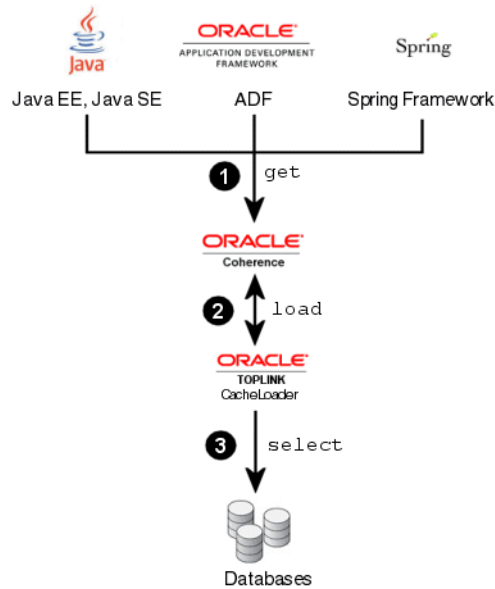 Java
ORACLE
APPLICATION DEVELOPMENT
FRAMEWORK
Spring
Java EE, Java SE
ADF
Spring Framework
1 get
ORACLE
Coherence
2 load
ORACLE
TOPLINK
CacheLoader
3 select
Databases